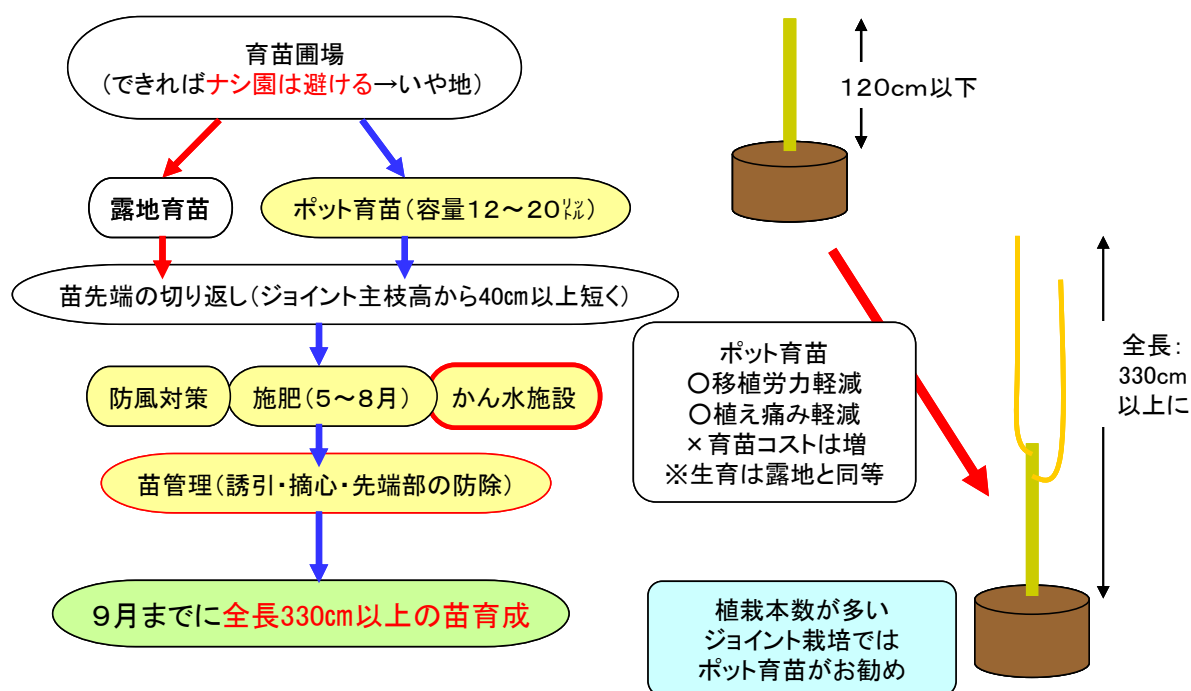 育苗圃場
(できればナシ園は避ける→いや地)
露地育苗
ポット育苗(容量12~20㍑)
苗先端の切り返し(ジョイント主枝高から40㎝以上短く)
防風対策
施肥(5~8月)
かん水施設
苗管理(誘引・摘心・先端部の防除)
9月までに全長330㎝以上の苗育成
120cm以下
ポット育苗
○移植労力軽減
○植え痛み軽減
×育苗コストは増
※生育は露地と同等
全長:
330cm
以上に
植栽本数が多い
ジョイント栽培では
ポット育苗がお勧め